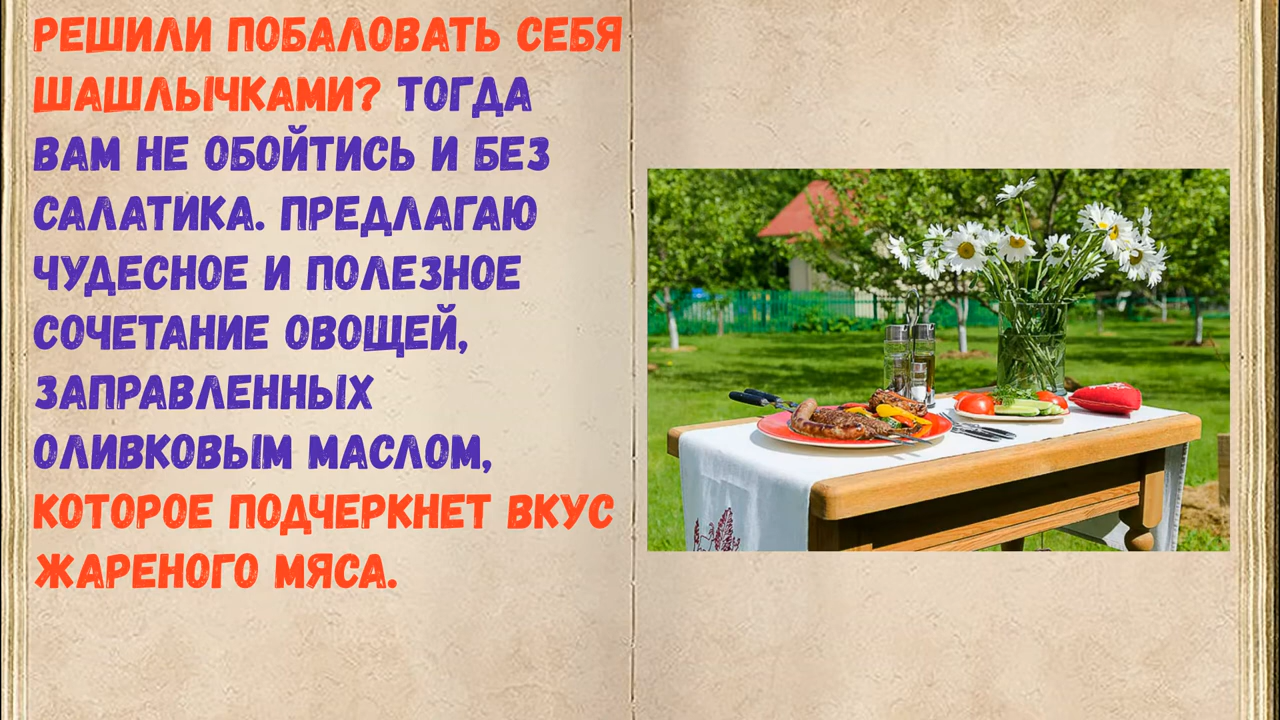 РЕШИЛИ ПОБАЛОВАТЬ СЕБЯ
ШАШЛЫЧКАМИ? ТОГДА
ВАМ НЕ ОБОЙТИСЬ И БЕЗ
САЛАТИКА. ПРЕДЛАГАЮ
ЧУДЕСНОЕ И ПОЛЕЗНОЕ
СОЧЕТАНИЕ ОВОЩЕЙ,
ЗАПРАВЛЕННЫХ
ОЛИВКОВЫМ МАСЛОМ,
КОТОРОЕ ПОДЧЕРКНЕТ ВКУС
ЖАРЕНОГО МЯСА.